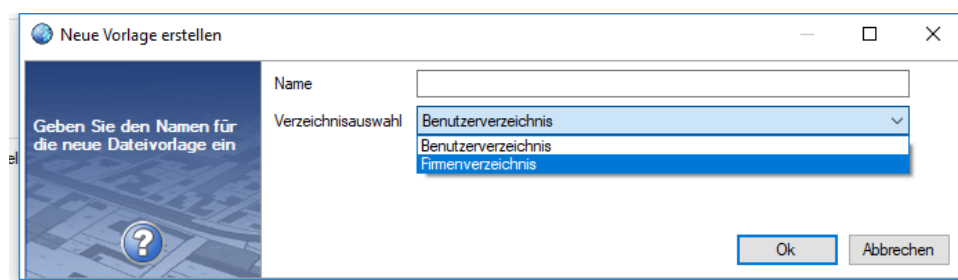 Neue Vorlage erstellen
Name
Geben Sie den Namen für
die neue Dateivorlage ein
Verzeichnisauswahl Benutzerverzeichnis
Benutzerverzeichnis
Firmenverzeichnis
?
Ok Abbrechen
el